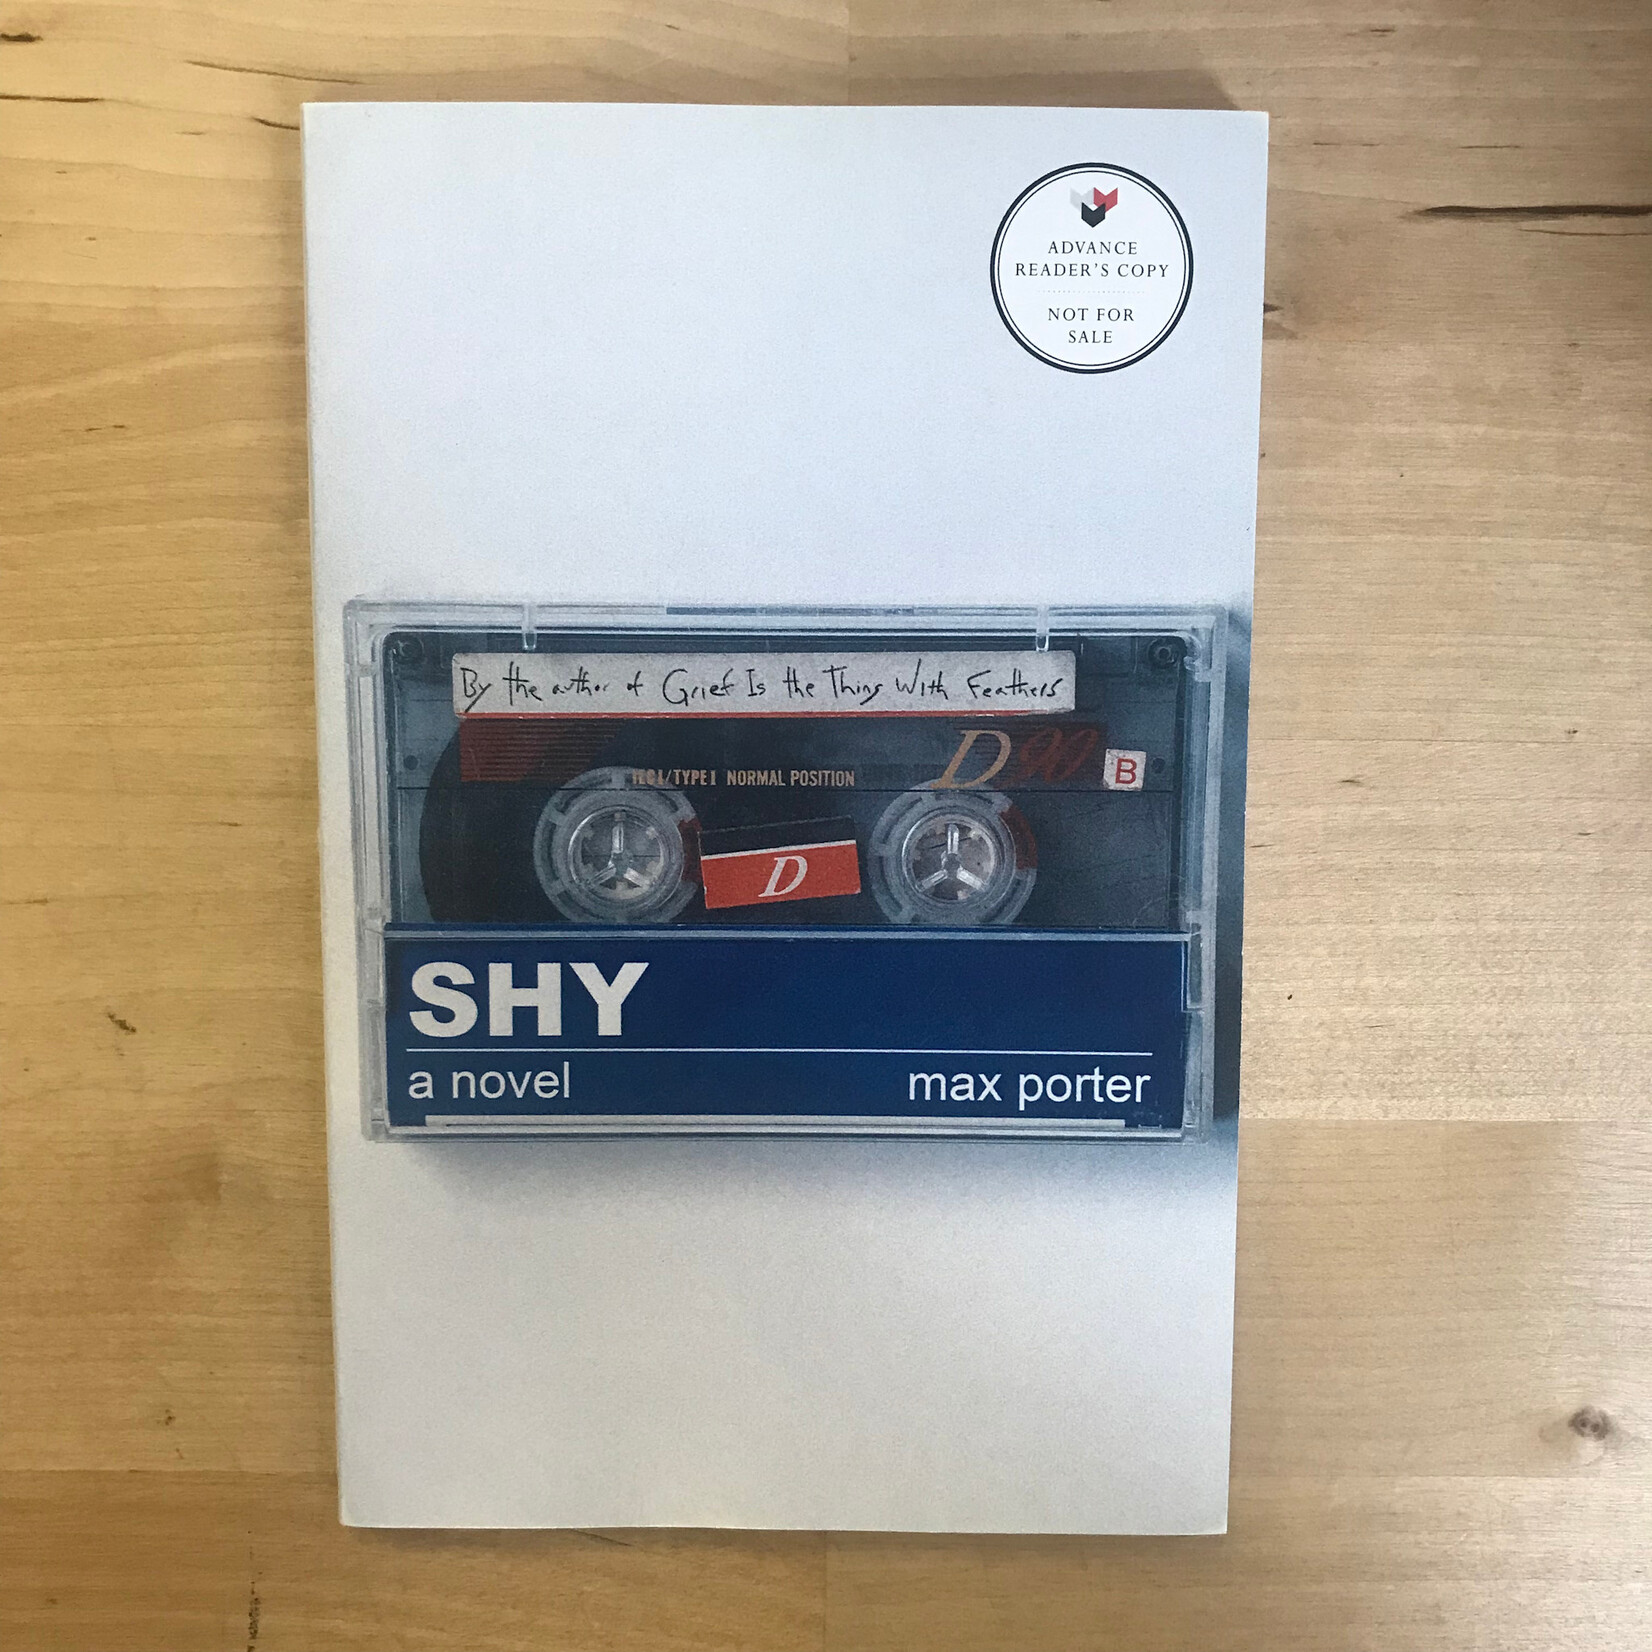 ADVANCE
READER'S COPY
NOT FOR
SALE
By the author of Grief Is the Thing With Feathers
D90
B
IEC I/TYPE I NORMAL POSITION
D
SHY
a novel
max porter